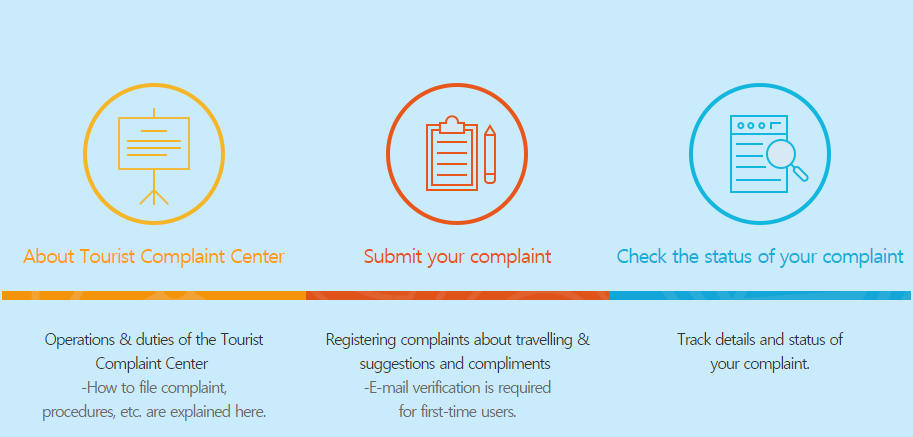 About Tourist Complaint Center
Submit your complaint
Check the status of your complaint
Operations & duties of the Tourist
Complaint Center
-How to file complaint,
procedures, etc. are explained here.
Registering complaints about travelling &
suggestions and compliments
-E-mail verification is required
for first-time users.
Track details and status of
your complaint.